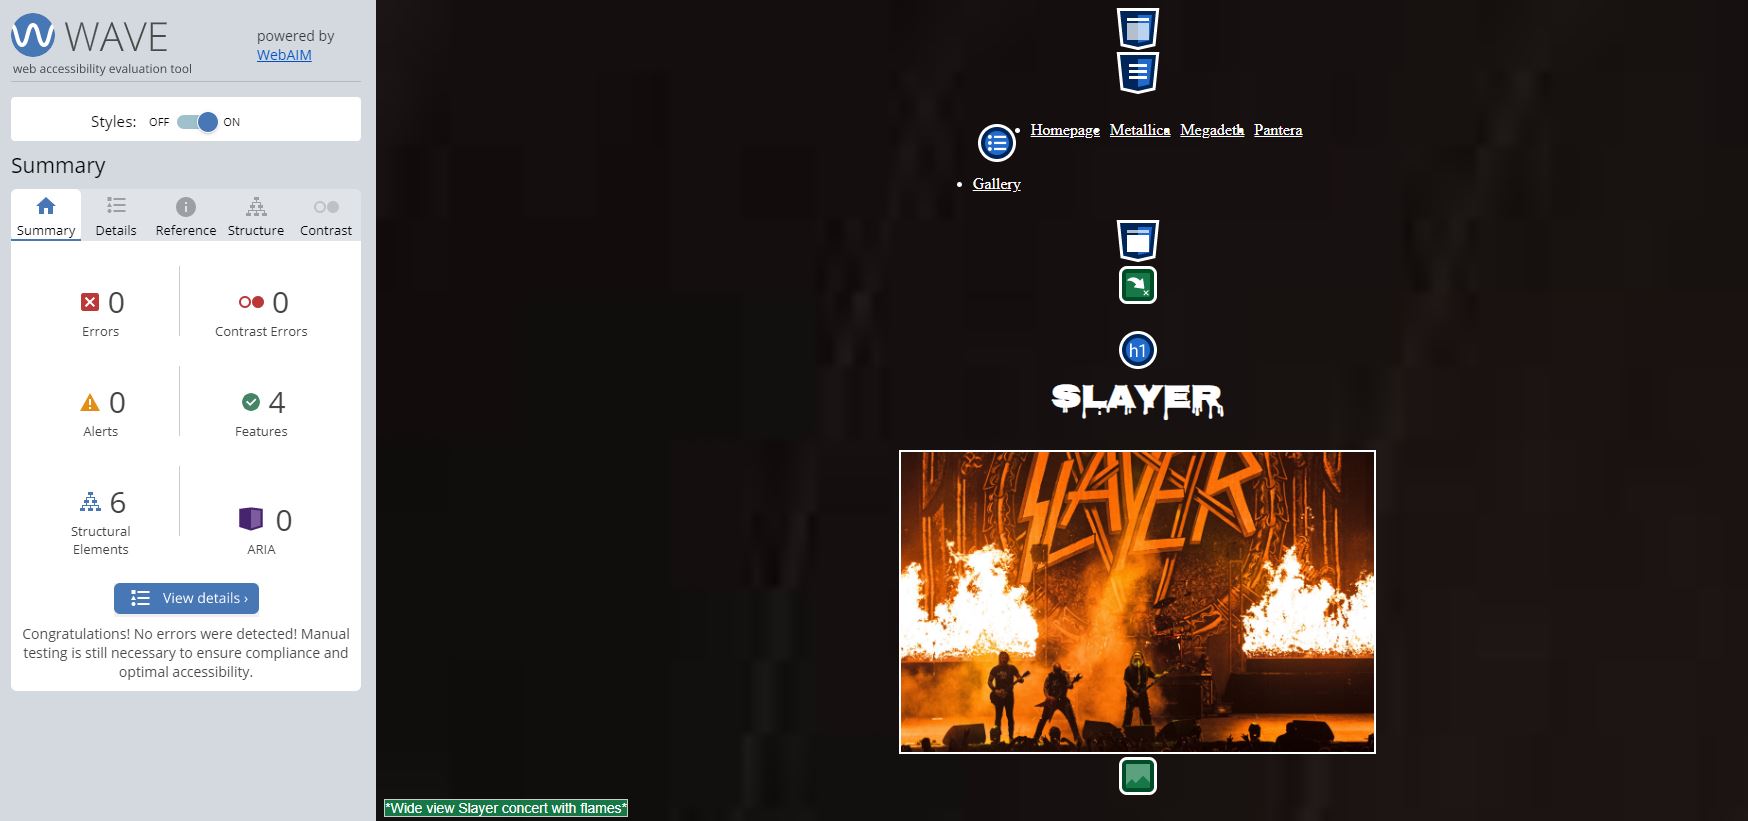 WAVE
web accessibility evaluation tool
powered by
WebAIM
Styles: OFF ON
Summary
Summary Details Reference Structure Contrast
0
Errors
0
Contrast Errors
0
Alerts
4
Features
6
Structural
Elements
0
ARIA
View details ›
Congratulations! No errors were detected! Manual
testing is still necessary to ensure compliance and
optimal accessibility.
Homepage Metallica Megadeth Pantera
Gallery
h1
SLAYER
SLAYER
*Wide view Slayer concert with flames*